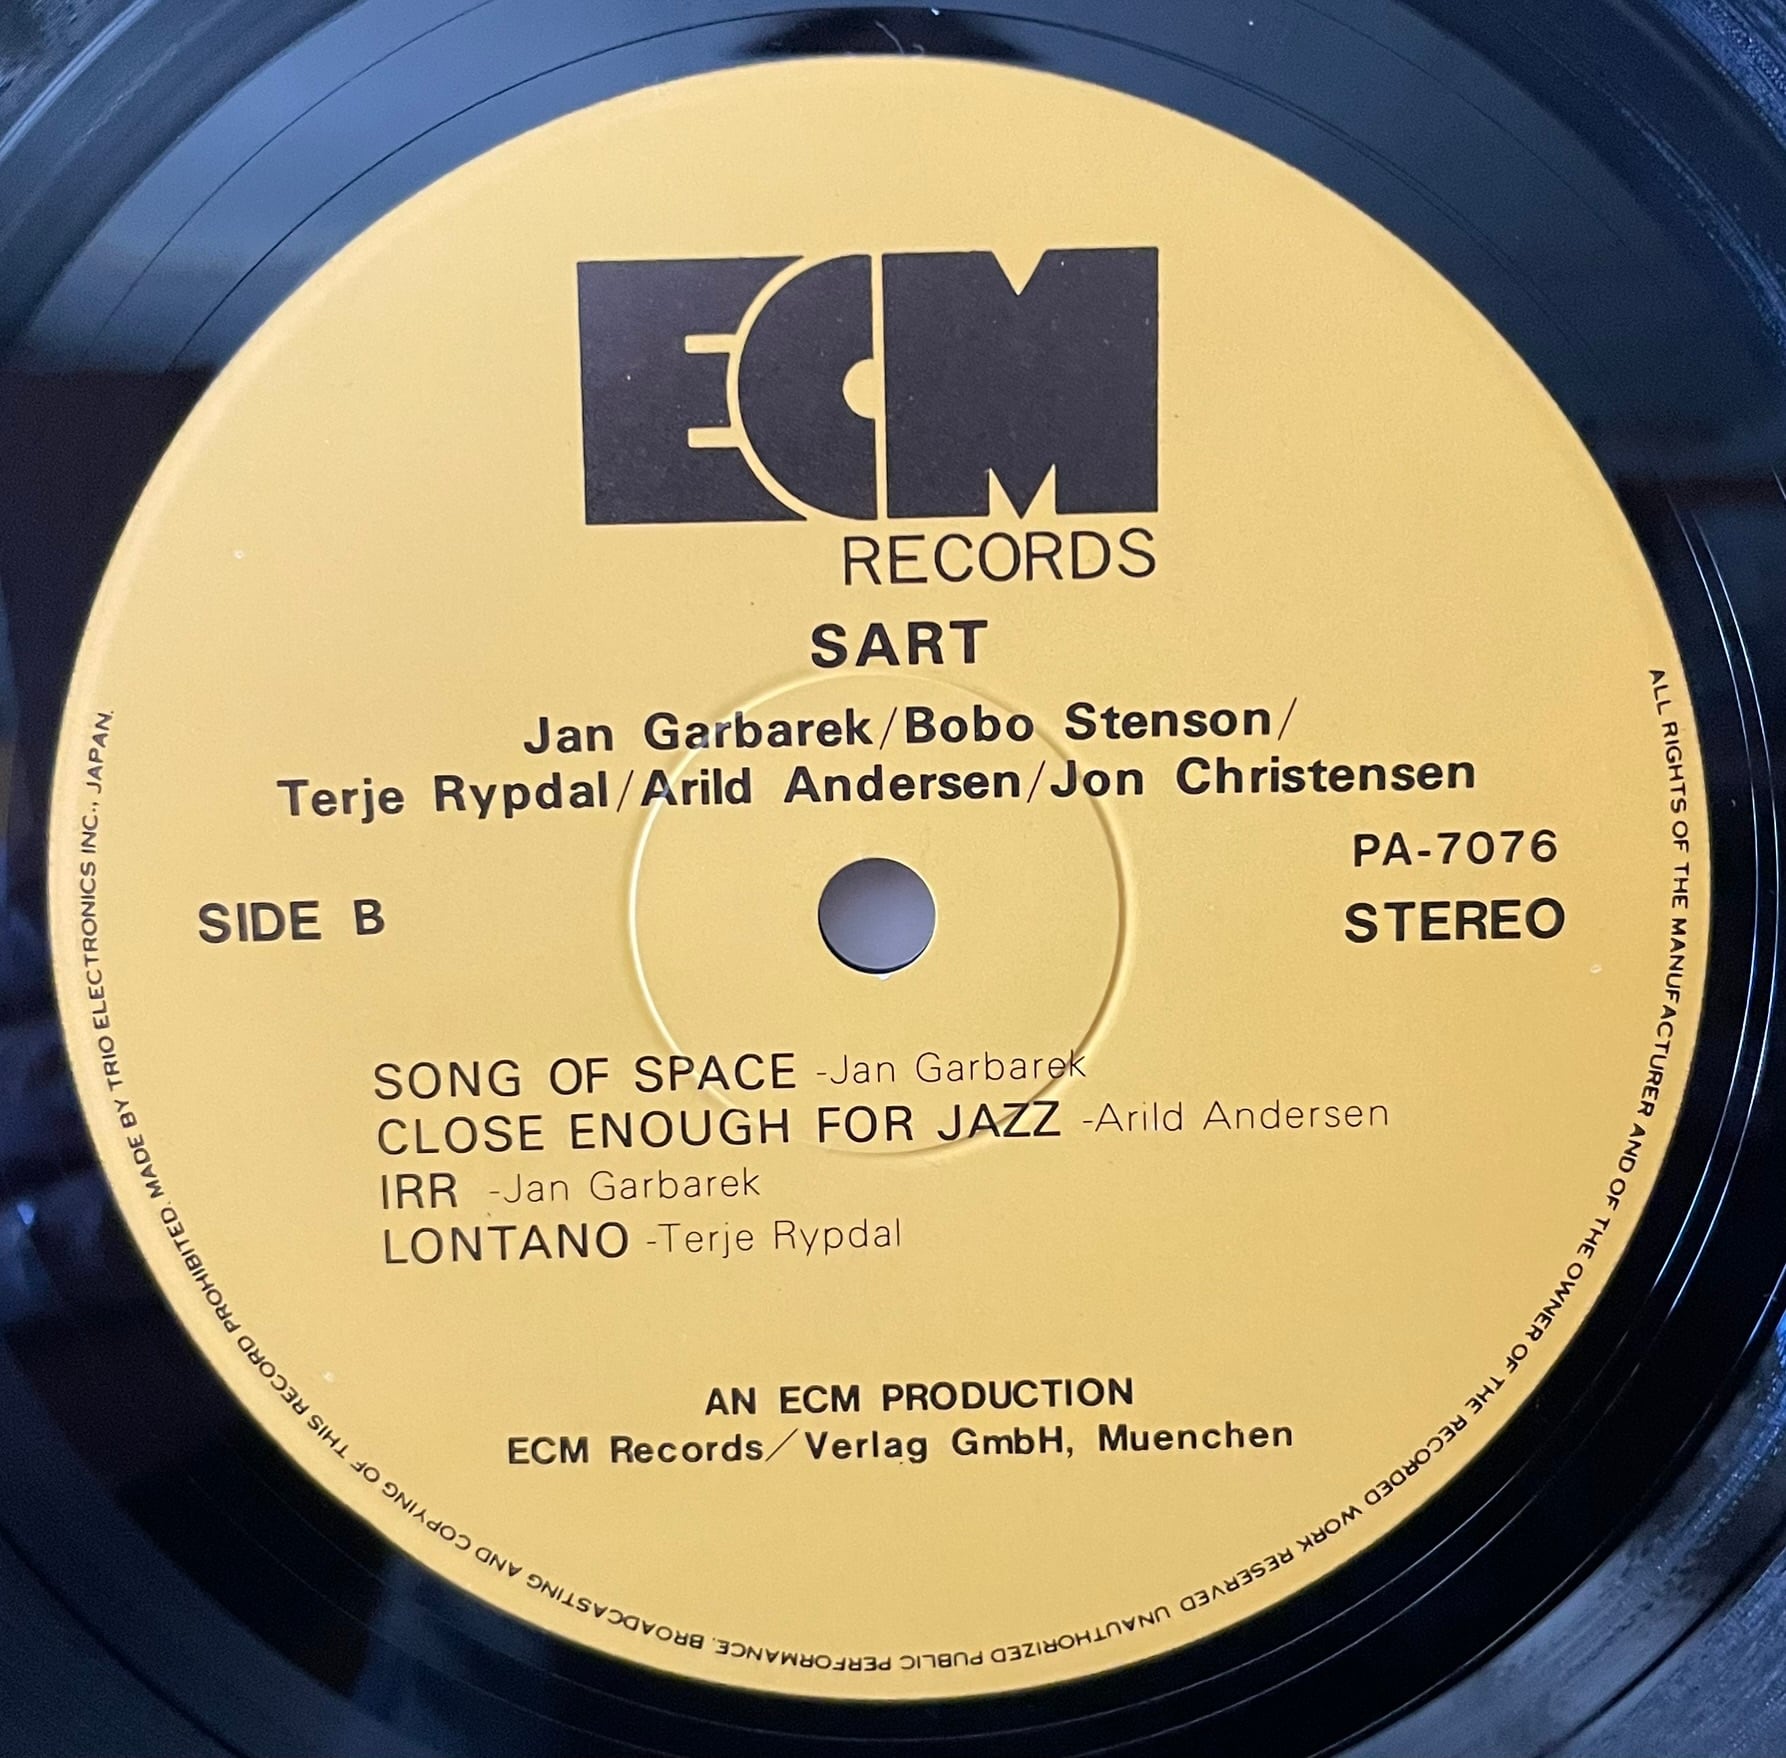 ECM
RECORDS
SART
Jan Garbarek/Bobo Stenson/
Terje Rypdal/Arild Andersen/Jon Christensen
PA-7076
SIDE B
STEREO
SONG OF SPACE -Jan Garbarek
CLOSE ENOUGH FOR JAZZ -Arild Andersen
IRR -Jan Garbarek
LONTANO -Terje Rypdal
AN ECM PRODUCTION
ECM Records/Verlag GmbH, Muenchen
ALL RIGHTS OF THE MANUFACTURER AND OF THE OWNER OF THE RECORDED WORK RESERVED UNAUTHORIZED PUBLIC PERFORMANCE, BROADCASTING AND COPYING OF THIS RECORD PROHIBITED. MADE BY TRIO ELECTRONICS INC., JAPAN.